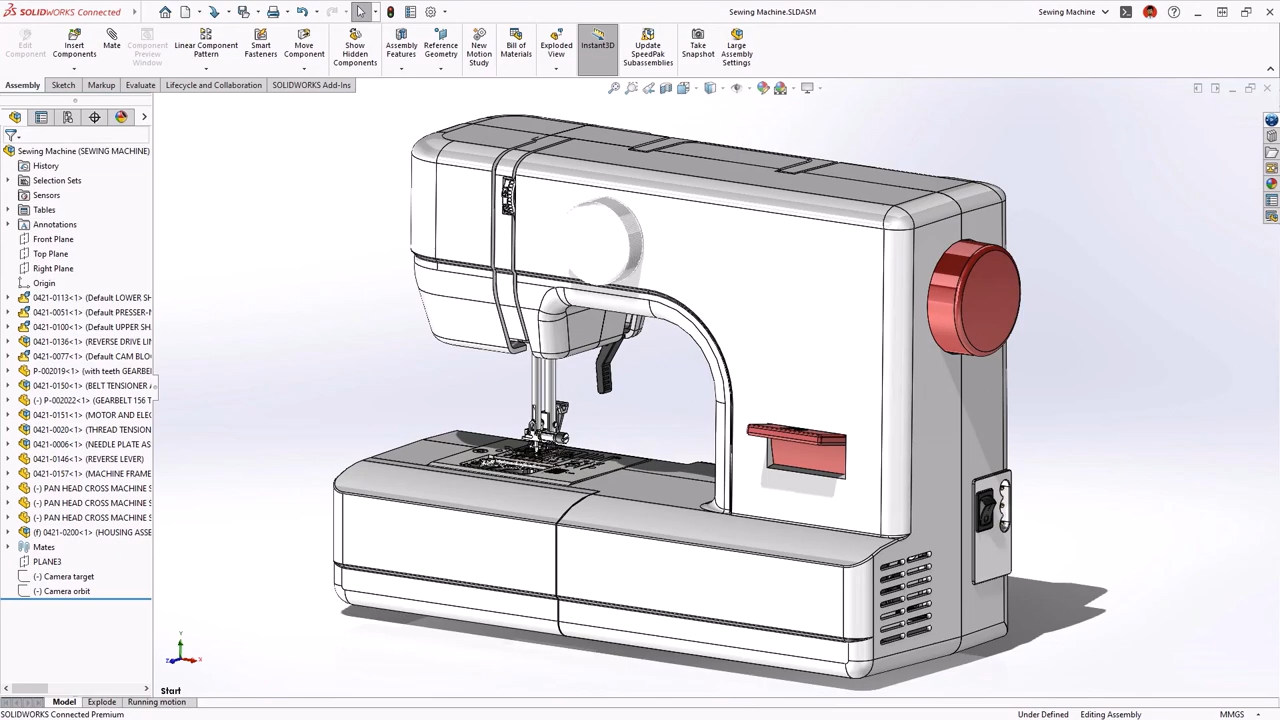 SOLIDWORKS Connected
Sewing Machine.SLDASM
Sewing Machine
Edit Component
Insert Components
Mate
Component Preview Window
Linear Component Pattern
Smart Fasteners
Move Component
Show Hidden Components
Assembly Features
Reference Geometry
New Motion Study
Bill of Materials
Exploded View
Instant3D
Update SpeedPak Subassemblies
Take Snapshot
Large Assembly Settings
Assembly
Sketch
Markup
Evaluate
Lifecycle and Collaboration
SOLIDWORKS Add-Ins
Sewing Machine (SEWING MACHINE)
History
Selection Sets
Sensors
Tables
Annotations
Front Plane
Top Plane
Right Plane
Origin
0421-0113<1> (Default LOWER SH
0421-0051<1> (Default PRESSER-N
0421-0100<1> (Default UPPER SHA
0421-0136<1> (REVERSE DRIVE LIN
0421-0077<1> (Default CAM BLO
P-002019<1> (with teeth GEARBEL
0421-0150<1> (BELT TENSIONER A
(-) P-002022<1> (GEARBELT 156 T
0421-0151<1> (MOTOR AND ELEC
0421-0020<1> (THREAD TENSION
0421-0006<1> (NEEDLE PLATE ASS
0421-0146<1> (REVERSE LEVER)
0421-0157<1> (MACHINE FRAME
(-) PAN HEAD CROSS MACHINE S
(-) PAN HEAD CROSS MACHINE S
(-) PAN HEAD CROSS MACHINE S
(f) 0421-0200<1> (HOUSING ASSE
Mates
PLANE3
(-) Camera target
(-) Camera orbit
Y
Z
X
Start
Model
Explode
Running motion
SOLIDWORKS Connected Premium
Under Defined
Editing Assembly
MMGS